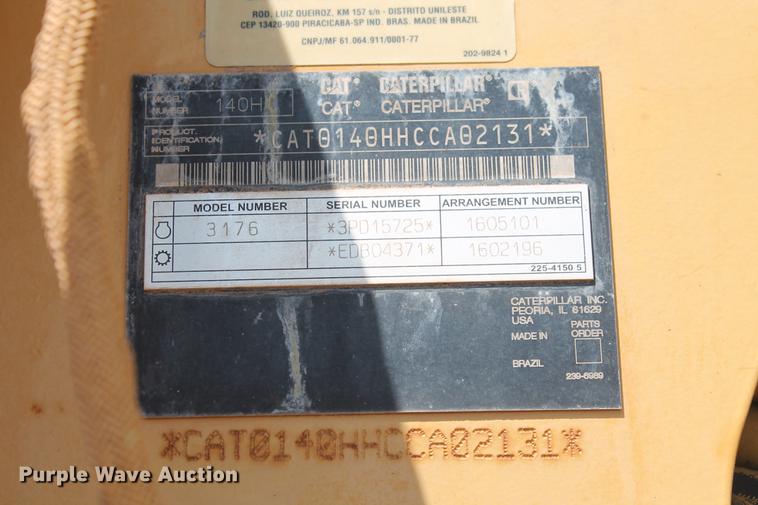 ROD. LUIZ QUEIROZ, KM 157 s/n - DISTRITO UNILESTE
CEP 13420-900 PIRACICABA-SP IND. BRAS. MADE IN BRAZIL
CNPJ/MF 61.064.911/0001-77
202-9824 1
CAT® CATERPILLAR®
MODEL NUMBER 140H
CAT® CATERPILLAR®
PRODUCT IDENTIFICATION NUMBER *CAT0140HHCCA02131*
MODEL NUMBER SERIAL NUMBER ARRANGEMENT NUMBER
3176 *3PD15725* 1605101
*EDB04371* 1602196
225-4150 5
CATERPILLAR INC.
PEORIA, IL 61629
USA
MADE IN PARTS ORDER
BRAZIL
239-6989
*CAT0140HHCCA02131*
Purple Wave Auction